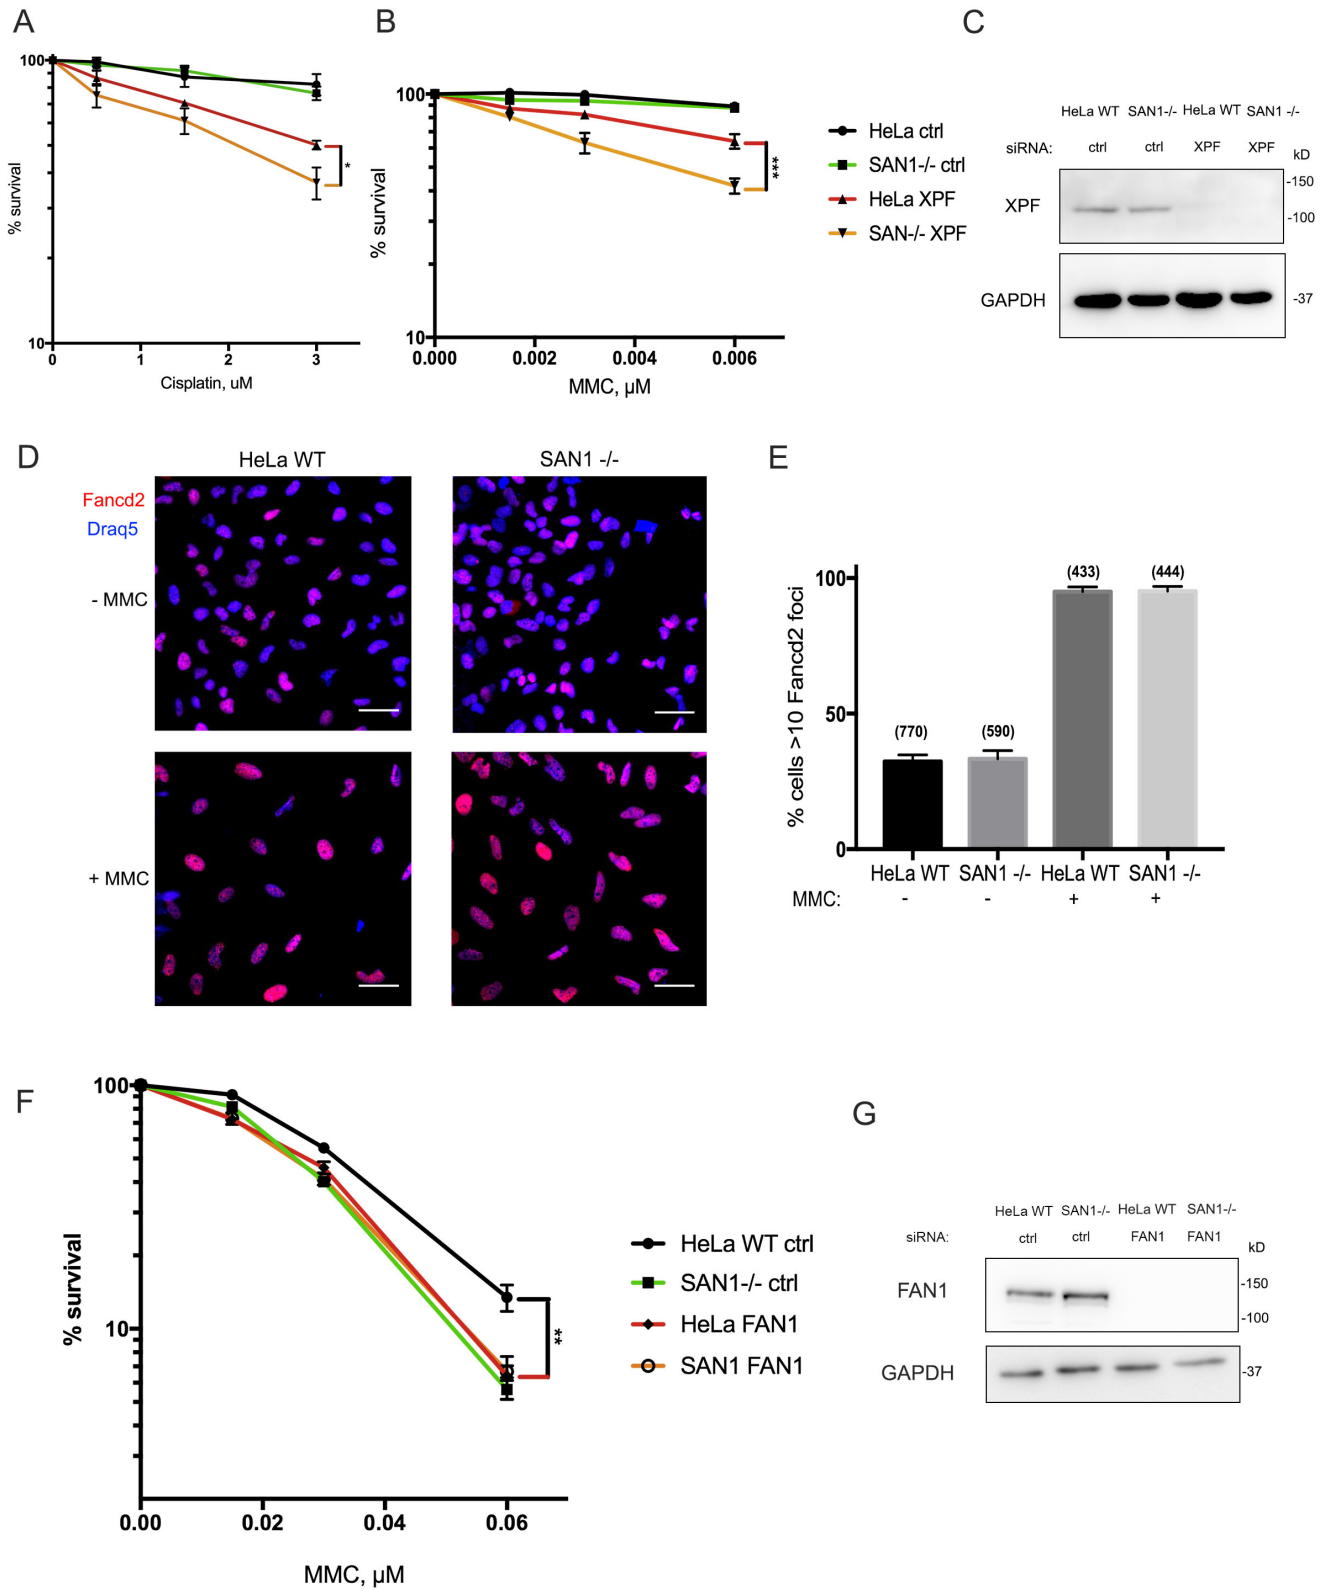 A
100
10
% survival
0
1
2
3
Cisplatin, uM
*
B
100
10
% survival
0.000
0.002
0.004
0.006
MMC, µM
***
HeLa ctrl
SAN1-/- ctrl
HeLa XPF
SAN-/- XPF
C
HeLa WT SAN1-/- HeLa WT SAN1 -/-
siRNA: ctrl ctrl XPF XPF
kD
XPF
-150
-100
GAPDH
-37
D
HeLa WT
SAN1 -/-
Fancd2
Draq5
- MMC
+ MMC
E
% cells >10 Fancd2 foci
100
50
0
(770)
(590)
(433)
(444)
HeLa WT SAN1 -/- HeLa WT SAN1 -/-
MMC: - - + +
F
100
10
% survival
0.00
0.02
0.04
0.06
MMC, µM
**
HeLa WT ctrl
SAN1-/- ctrl
HeLa FAN1
SAN1 FAN1
G
HeLa WT SAN1-/- HeLa WT SAN1-/-
siRNA: ctrl ctrl FAN1 FAN1
kD
FAN1
-150
-100
GAPDH
-37